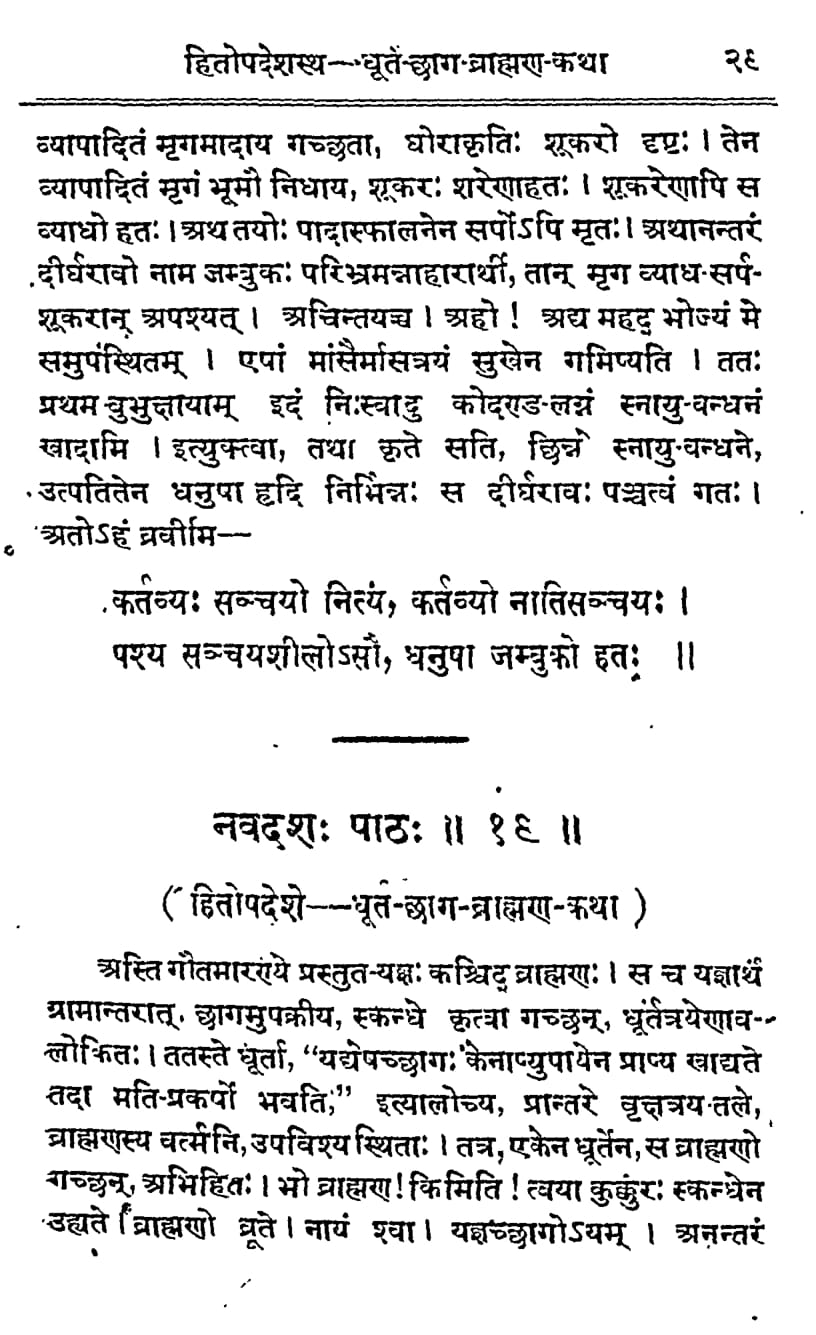 हितोपदेशस्थ—धूर्त-छाग-ब्राह्मण-कथा २९
व्यापादितं मृगमादाय गच्छता, घोराकृतिः शूकरो दृष्टः । तेन
व्यापादितं मृगं भूमौ निधाय, शूकरः शरेणाहतः । शूकरेणापि स
व्याधो हतः । अथ तयोः पादास्फालनेन सर्पोऽपि मृतः । अथानन्तरं
दीर्घरावो नाम जम्बुकः परिभ्रमन्नाहारार्थी, तान् मृग व्याध-सर्प-
शूकरान् अपश्यत् । अचिन्तयच्च । अहो ! अद्य महद् भोज्यं मे
समुपस्थितम् । एषां मांसैर्मासत्रयं सुखेन गमिष्यति । ततः
प्रथम-बुभुक्षायाम् इदं निःस्वादु कोदण्ड-लग्नं स्नायु-बन्धनं
खादामि । इत्युक्त्वा, तथा कृते सति, छिन्ने स्नायु-बन्धने,
उत्पतितेन धनुषा हृदि निर्भिन्नः स दीर्घरावः पञ्चत्वं गतः ।
अतोऽहं ब्रवीमि—
कर्तव्यः सञ्चयो नित्यं, कर्तव्यो नातिसञ्चयः ।
पश्य सञ्चयशीलोऽसौ, धनुषा जम्बुको हतः ॥
नवदशः पाठः ॥ १९ ॥
( हितोपदेशे——धूर्त-छाग-ब्राह्मण-कथा )
अस्ति गौतमारण्ये प्रस्तुत-यज्ञः कश्चिद् ब्राह्मणः । स च यज्ञार्थं
ग्रामान्तरात्. छागमुपक्रीय, स्कन्धे कृत्वा गच्छन्, धूर्तत्रयेणाव-
लोकितः । ततस्ते धूर्ता, “यद्येषच्छागः केनाप्युपायेन प्राप्य खाद्यते
तदा मति-प्रकर्षो भवति,” इत्यालोच्य, प्रान्तरे वृक्षत्रय-तले,
ब्राह्मणस्य वर्त्मनि, उपविश्य स्थिताः । तत्र, एकेन धूर्तेन, स ब्राह्मणो
गच्छन्, अभिहितः । भो ब्राह्मण ! किमिति ! त्वया कुक्कुरः स्कन्धेन
उह्यते । ब्राह्मणो ब्रूते । नायं श्वा । यज्ञच्छागोऽयम् । अनन्तरं